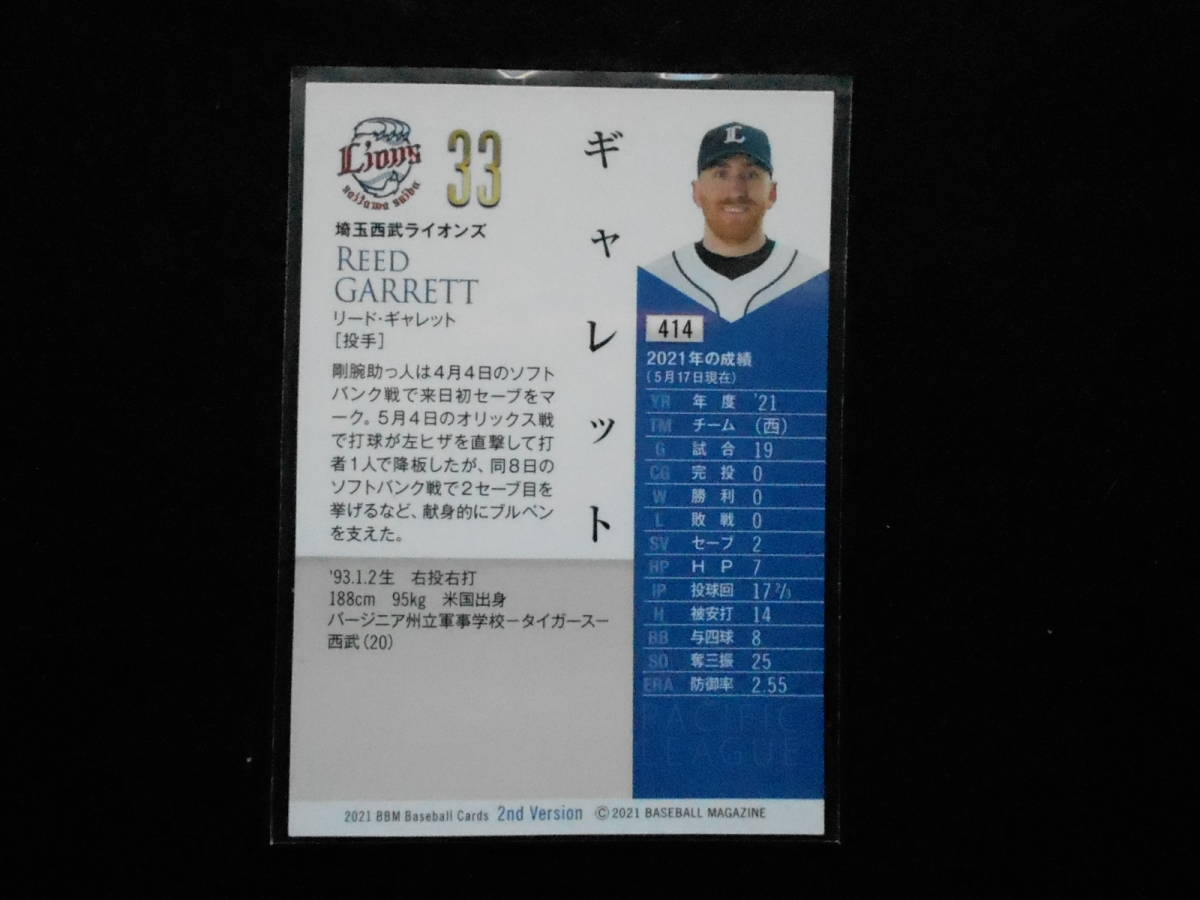 Lions
saitama seibu
33
埼玉西武ライオンズ
REED
GARRETT
リード・ギャレット
[投手]
剛腕助っ人は4月4日のソフト
バンク戦で来日初セーブをマ
ーク。5月4日のオリックス戦
で打球が左ヒザを直撃して打
者1人で降板したが、同8日の
ソフトバンク戦で2セーブ目を
挙げるなど、献身的にブルペン
を支えた。
'93.1.2生 右投右打
188cm 95kg 米国出身
バージニア州立軍事学校－タイガース－
西武(20)
ギャレット
L
414
2021年の成績
(5月17日現在)
YR 年度 '21
TM チーム (西)
G 試合 19
CG 完投 0
W 勝利 0
L 敗戦 0
SV セーブ 2
HP HP 7
IP 投球回 17 2/3
H 被安打 14
BB 与四球 8
SO 奪三振 25
ERA 防御率 2.55
PACIFIC
LEAGUE
2021 BBM Baseball Cards 2nd Version ©2021 BASEBALL MAGAZINE